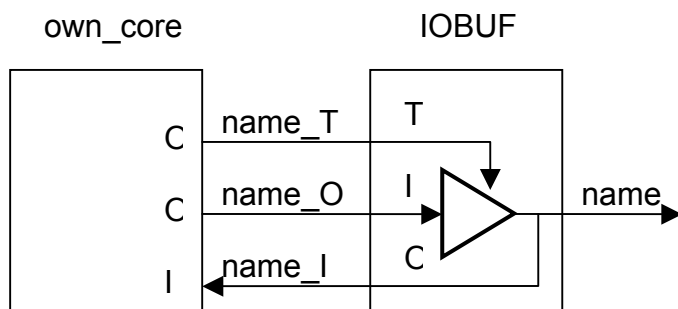 own_core IOBUF
C name_T T
C name_O I name
C
I name_I